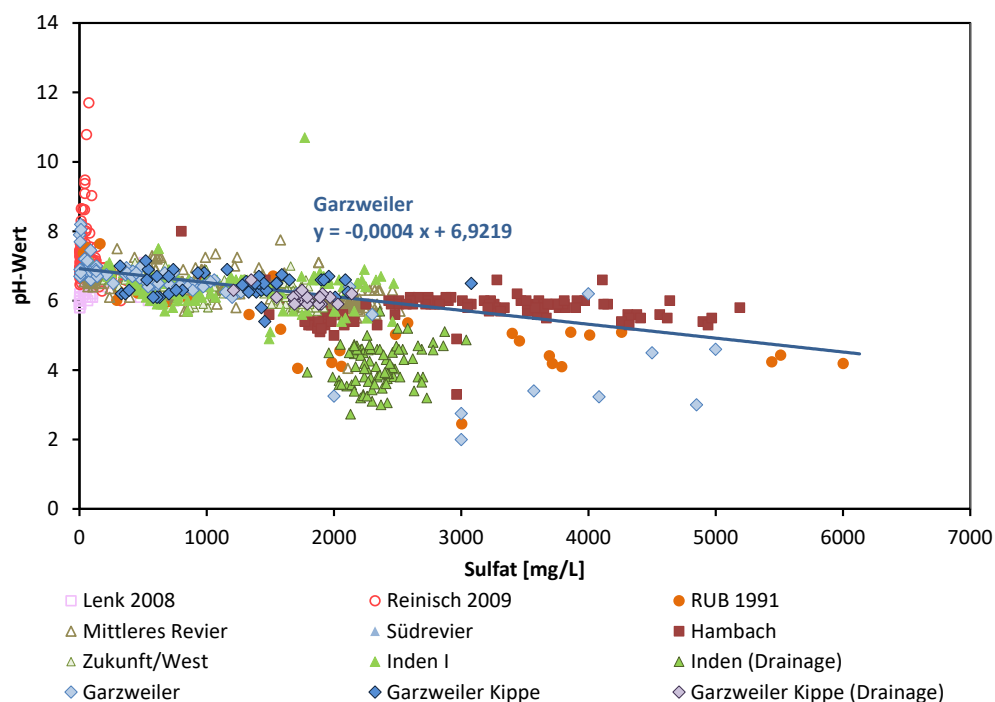 14
12
10
8
6
4
2
0
pH-Wert
Garzweiler
y = -0,0004 x + 6,9219
0 1000 2000 3000 4000 5000 6000 7000
Sulfat [mg/L]
Lenk 2008 Reinisch 2009 RUB 1991
Mittleres Revier Südrevier Hambach
Zukunft/West Inden I Inden (Drainage)
Garzweiler Garzweiler Kippe Garzweiler Kippe (Drainage)